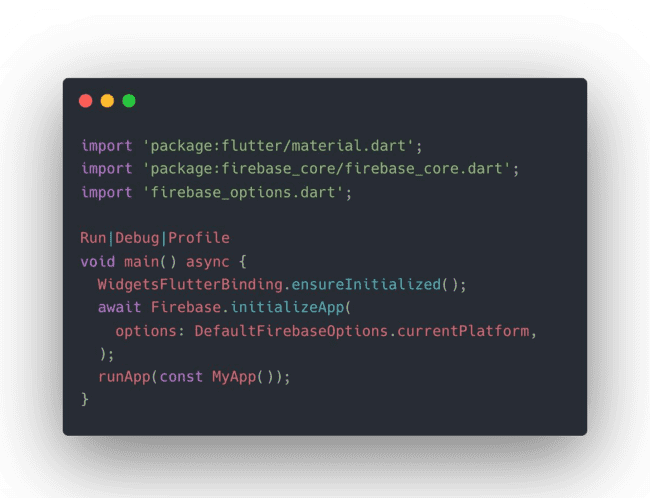 import 'package:flutter/material.dart';
import 'package:firebase_core/firebase_core.dart';
import 'firebase_options.dart';
Run|Debug|Profile
void main() async {
  WidgetsFlutterBinding.ensureInitialized();
  await Firebase.initializeApp(
    options: DefaultFirebaseOptions.currentPlatform,
  );
  runApp(const MyApp());
}